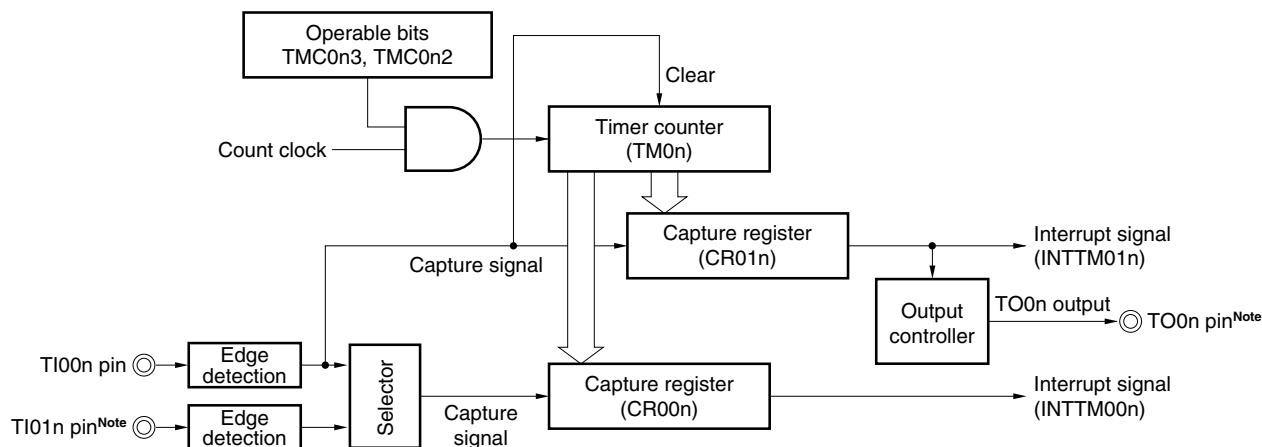 Operable bits
TMC0n3, TMC0n2
Clear
Timer counter
(TM0n)
Count clock
Capture register
(CR01n)
Interrupt signal
(INTTM01n)
Capture signal
Output
controller
TO0n output
TO0n pinNote
TI00n pin
Edge
detection
Selector
Capture register
(CR00n)
Interrupt signal
(INTTM00n)
TI01n pinNote
Edge
detection
Capture
signal